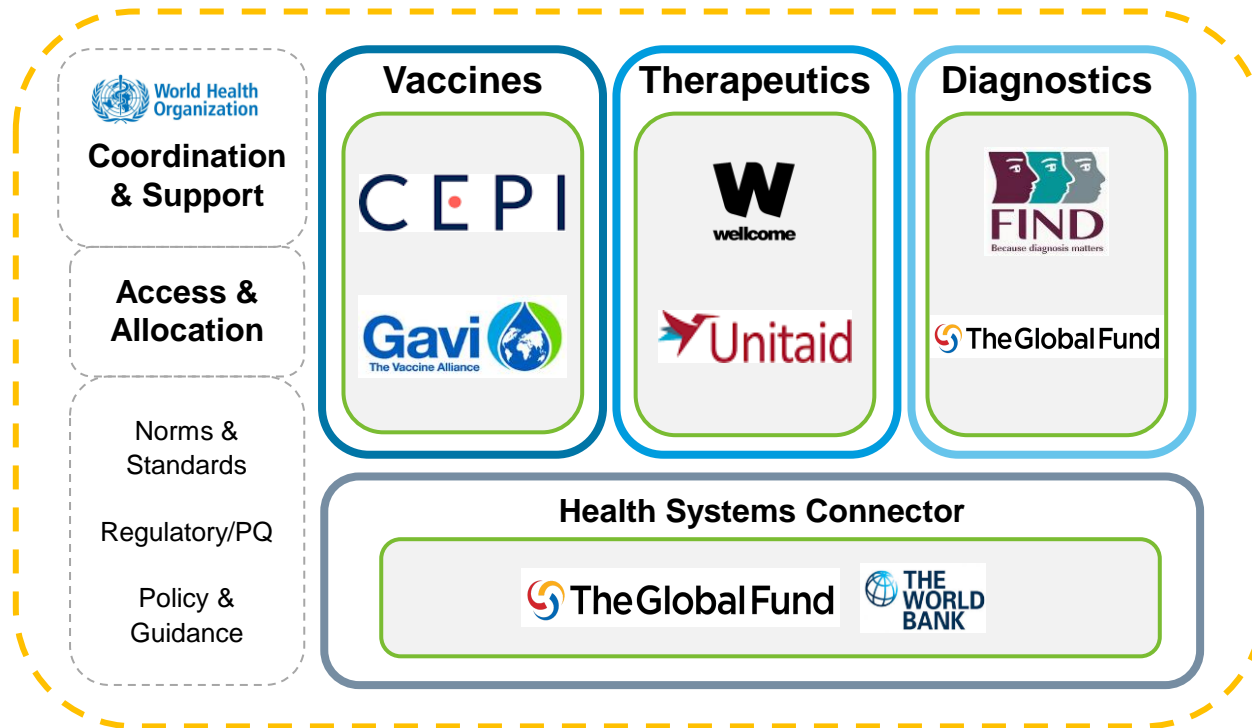 World Health
Organization
Coordination
& Support
Access &
Allocation
Norms &
Standards
Regulatory/PQ
Policy &
Guidance
Vaccines
CEPI
Gavi
The Vaccine Alliance
Therapeutics
W
wellcome
Unitaid
Diagnostics
FIND
Because diagnosis matters
TheGlobalFund
Health Systems Connector
TheGlobalFund
THE
WORLD
BANK